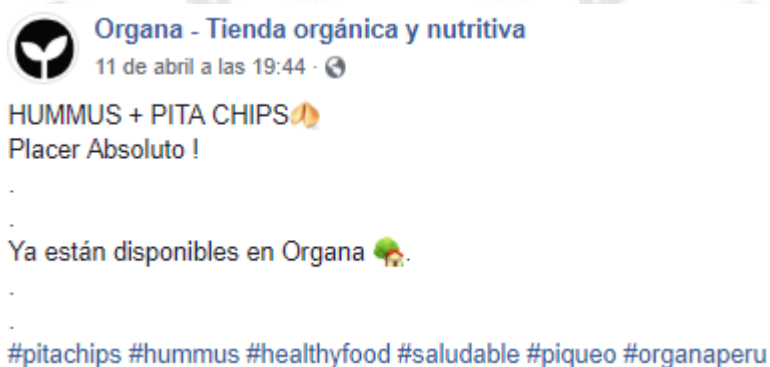 Organa - Tienda orgánica y nutritiva
11 de abril a las 19:44 ·
HUMMUS + PITA CHIPS🥠
Placer Absoluto !
.
.
Ya están disponibles en Organa 🏡.
.
.
#pitachips #hummus #healthyfood #saludable #piqueo #organaperu